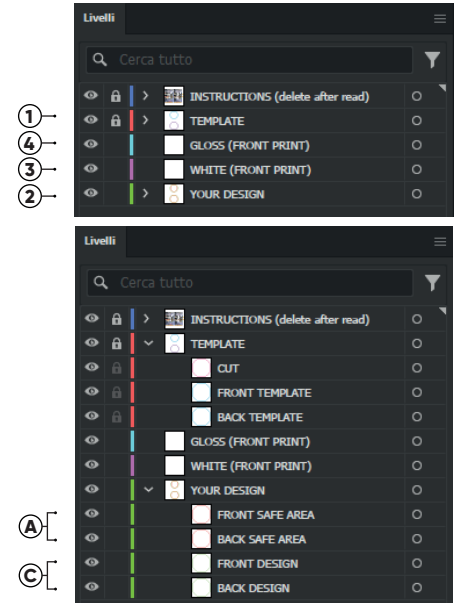 Livelli
Cerca tutto
INSTRUCTIONS (delete after read)
1 TEMPLATE
4 GLOSS (FRONT PRINT)
3 WHITE (FRONT PRINT)
2 YOUR DESIGN
Livelli
Cerca tutto
INSTRUCTIONS (delete after read)
TEMPLATE
CUT
FRONT TEMPLATE
BACK TEMPLATE
GLOSS (FRONT PRINT)
WHITE (FRONT PRINT)
YOUR DESIGN
A FRONT SAFE AREA
BACK SAFE AREA
C FRONT DESIGN
BACK DESIGN